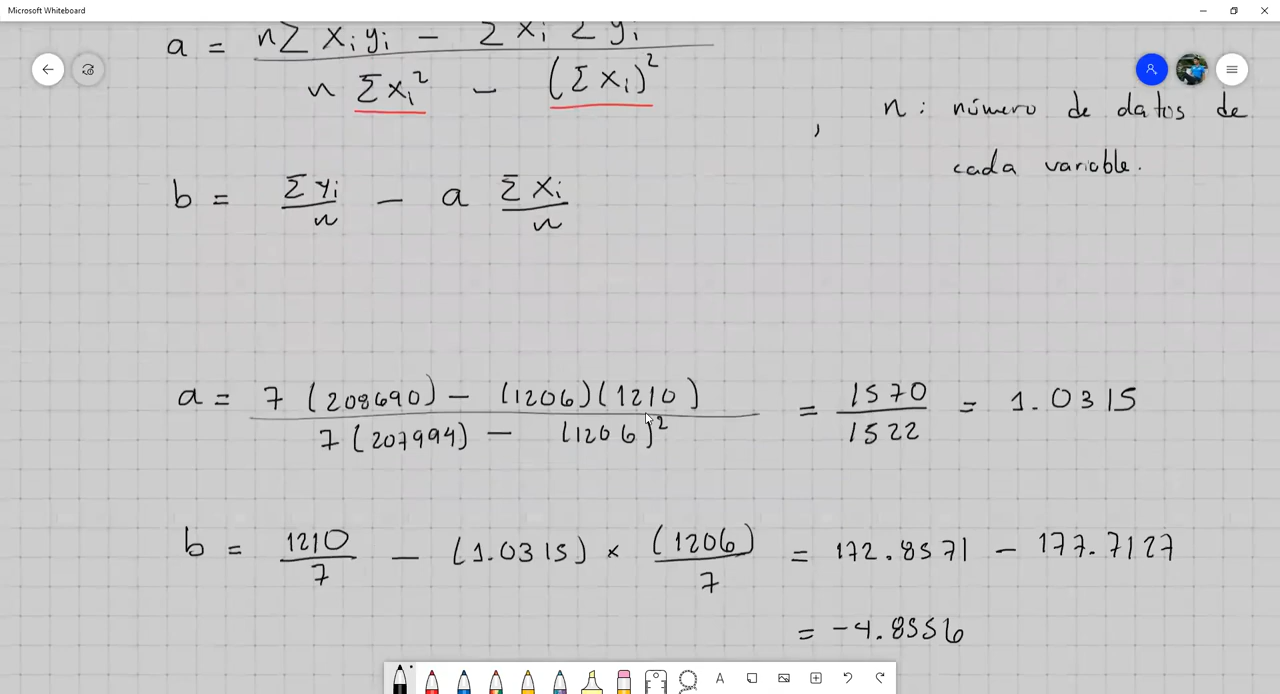 Microsoft Whiteboard
a = n∑ xᵢyᵢ − ∑ xᵢ ∑ yᵢ / n ∑xᵢ² − (∑ xᵢ)²
, n : número de datos de
cada variable.
b = ∑ yᵢ / n − a ∑ xᵢ / n
a = 7 (208690) − (1206)(1210) / 7 (207994) − (1206)² = 1570 / 1522 = 1.0315
b = 1210 / 7 − (1.0315) × (1206) / 7 = 172.8571 − 177.7127
= −4.8556
A